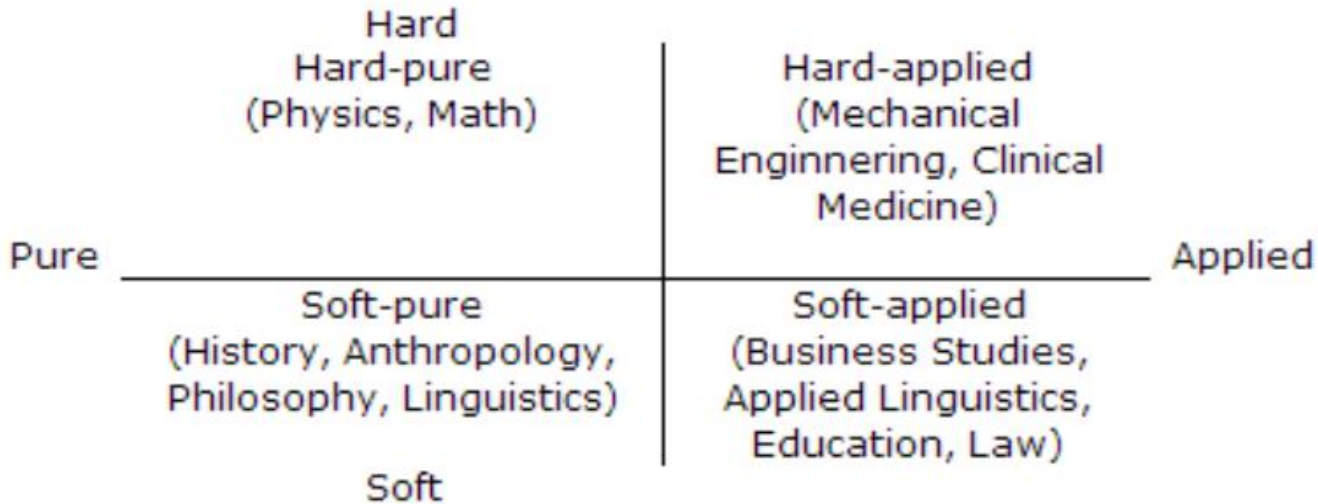 Hard
Hard-pure
(Physics, Math)
Hard-applied
(Mechanical
Enginnering, Clinical
Medicine)
Pure
Applied
Soft-pure
(History, Anthropology,
Philosophy, Linguistics)
Soft-applied
(Business Studies,
Applied Linguistics,
Education, Law)
Soft